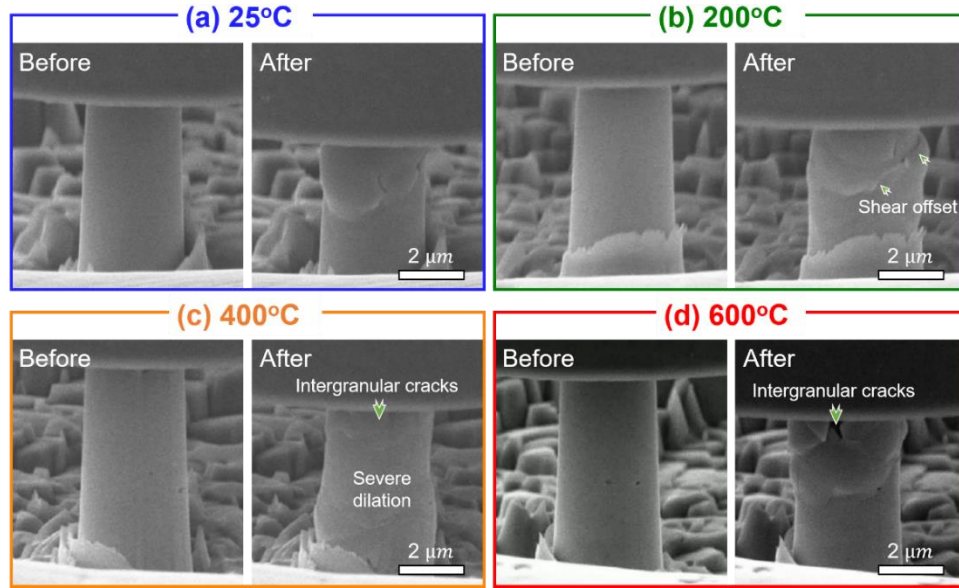 (a) 25°C
Before
After
2 μm
(b) 200°C
Before
After
Shear offset
2 μm
(c) 400°C
Before
After
Intergranular cracks
Severe
dilation
2 μm
(d) 600°C
Before
After
Intergranular cracks
2 μm